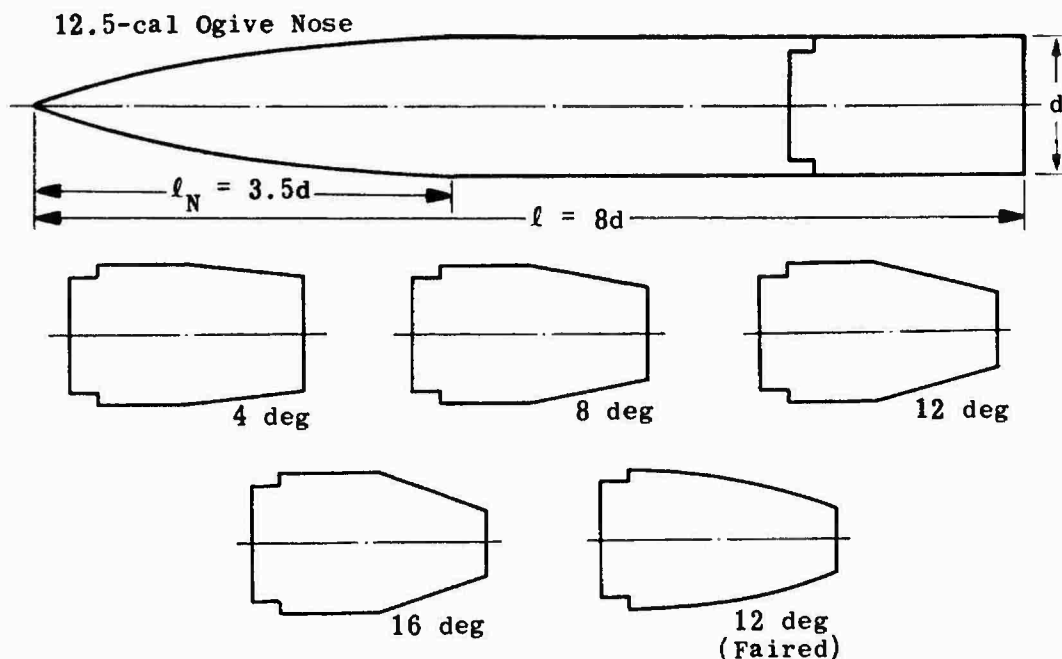 12.5-cal Ogive Nose
d
ℓN = 3.5d
ℓ = 8d
4 deg
8 deg
12 deg
16 deg
12 deg
(Faired)